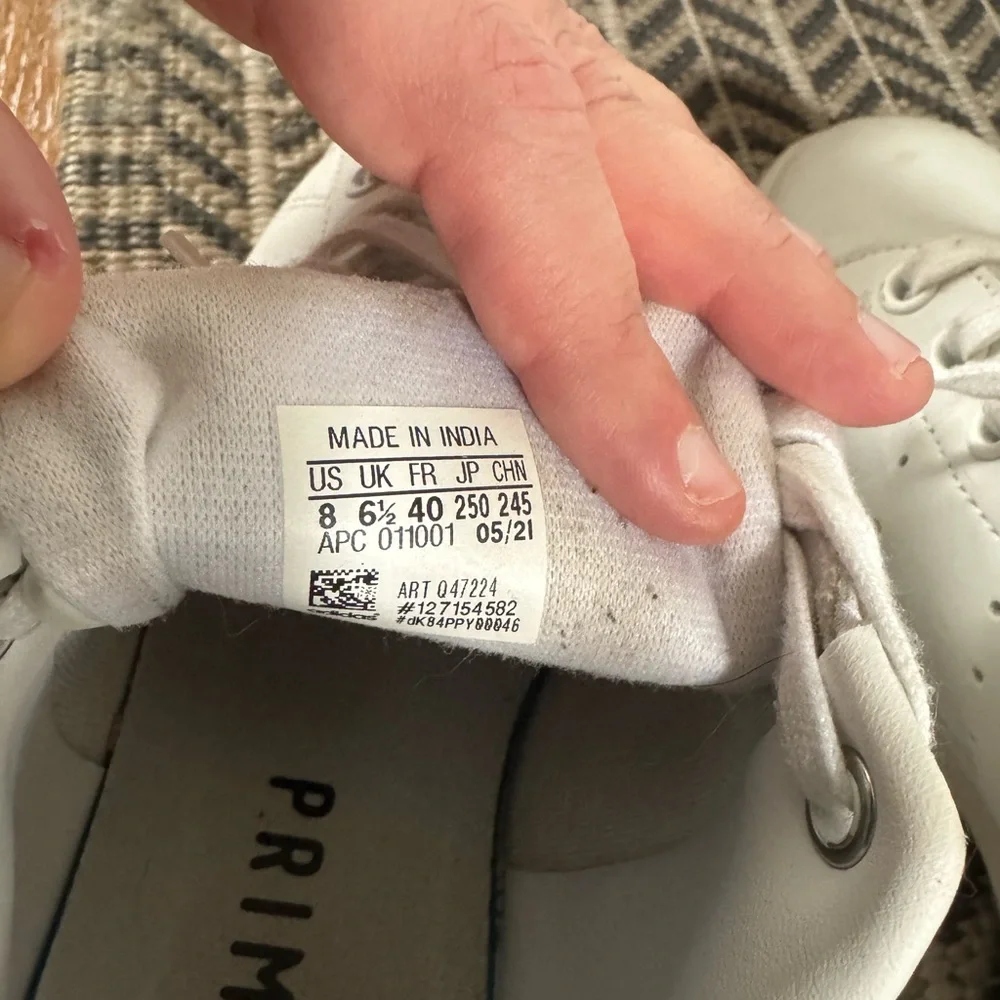 MADE IN INDIA
US UK FR JP CHN
8 6½ 40 250 245
APC 011001 05/21
ART Q47224
#127154582
#dK84PPY00046
adidas
PRIM